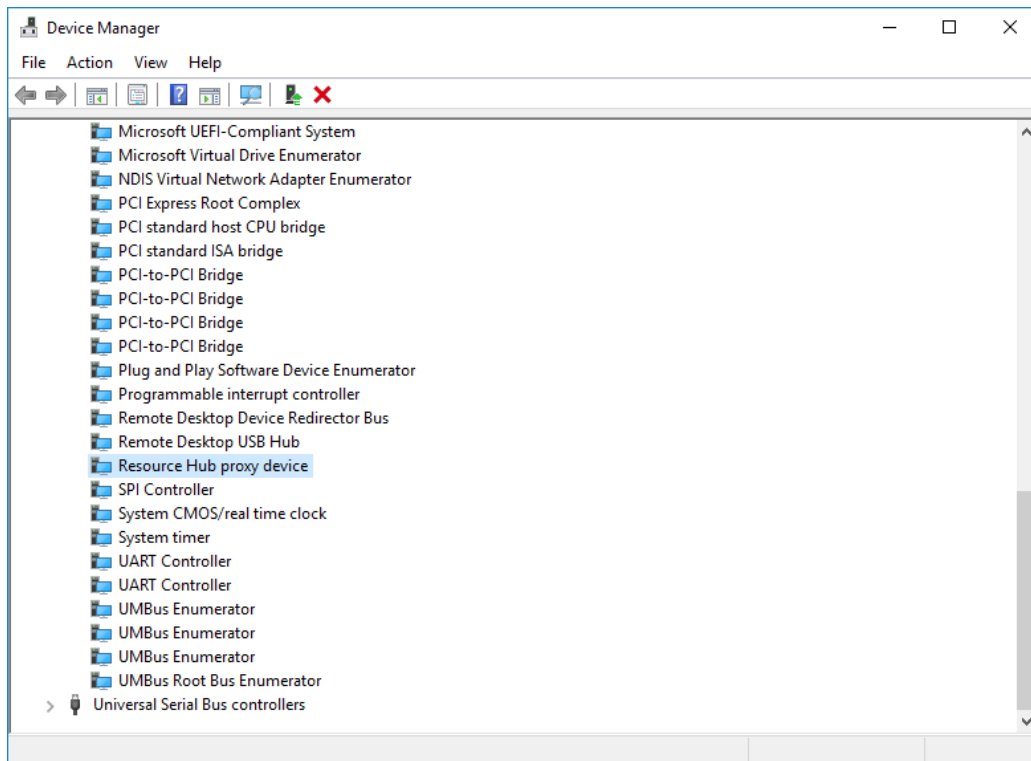 Device Manager
File Action View Help
Microsoft UEFI-Compliant System
Microsoft Virtual Drive Enumerator
NDIS Virtual Network Adapter Enumerator
PCI Express Root Complex
PCI standard host CPU bridge
PCI standard ISA bridge
PCI-to-PCI Bridge
PCI-to-PCI Bridge
PCI-to-PCI Bridge
PCI-to-PCI Bridge
Plug and Play Software Device Enumerator
Programmable interrupt controller
Remote Desktop Device Redirector Bus
Remote Desktop USB Hub
Resource Hub proxy device
SPI Controller
System CMOS/real time clock
System timer
UART Controller
UART Controller
UMBus Enumerator
UMBus Enumerator
UMBus Enumerator
UMBus Root Bus Enumerator
Universal Serial Bus controllers